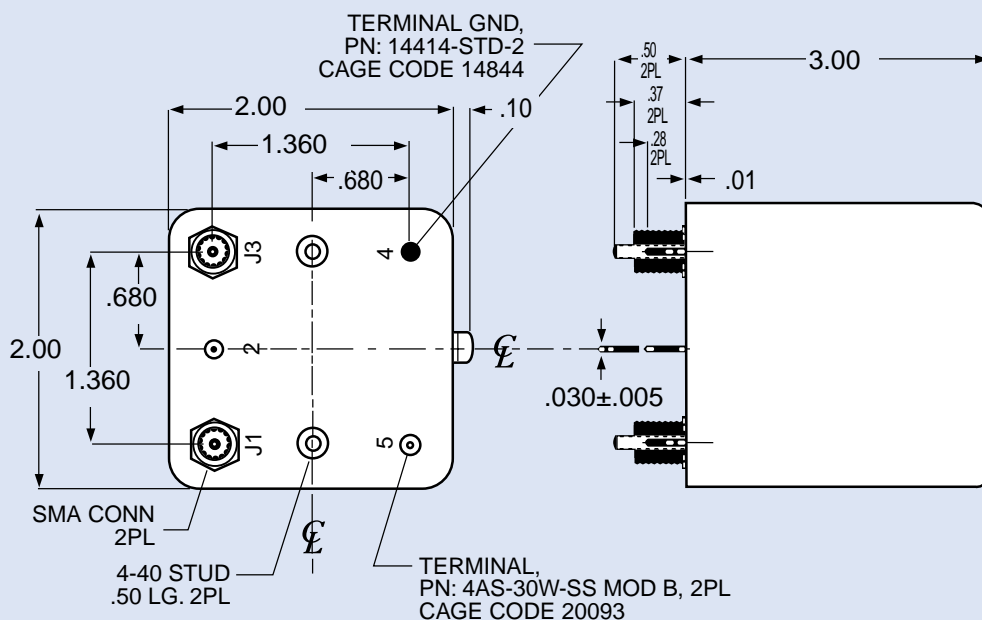 TERMINAL GND,
PN: 14414-STD-2
CAGE CODE 14844
.50
2PL
3.00
2.00
.10
.37
2PL
1.360
.28
2PL
.680
.01
J3
4
.680
2.00
2
℄
1.360
.030±.005
J1
5
SMA CONN
2PL
℄
4-40 STUD
.50 LG. 2PL
TERMINAL,
PN: 4AS-30W-SS MOD B, 2PL
CAGE CODE 20093